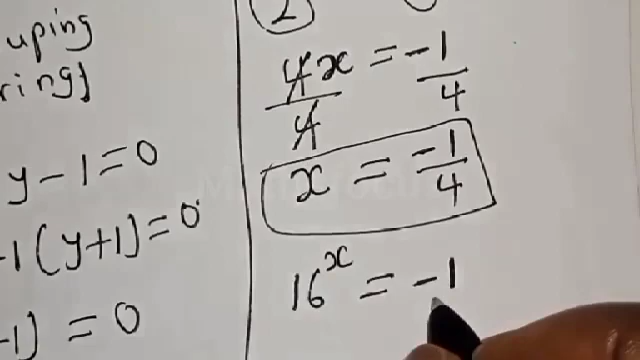 uping
ring}
y - 1 = 0
-1(y+1) = 0
-1) = 0
2
4x/4 = -1/4
x = -1/4
16^x = -1